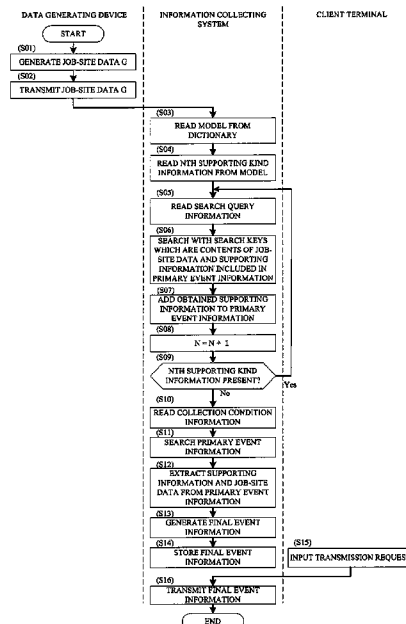 DATA GENERATING DEVICE
INFORMATION COLLECTING
SYSTEM
CLIENT TERMINAL
START
(S01)
GENERATE JOB-SITE DATA G
(S02)
TRANSMIT JOB-SITE DATA G
(S03)
READ MODEL FROM
DICTIONARY
(S04)
READ NTH SUPPORTING KIND
INFORMATION FROM MODEL
(S05)
READ SEARCH QUERY
INFORMATION
(S06)
SEARCH WITH SEARCH KEYS
WHICH ARE CONTENTS OF JOB-
SITE DATA AND SUPPORTING
INFORMATION INCLUDED IN
PRIMARY EVENT INFORMATION
(S07)
ADD OBTAINED SUPPORTING
INFORMATION TO PRIMARY
EVENT INFORMATION
(S08)
N = N + 1
(S09)
NTH SUPPORTING KIND
INFORMATION PRESENT?
Yes
No
(S10)
READ COLLECTION CONDITION
INFORMATION
(S11)
SEARCH PRIMARY EVENT
INFORMATION
(S12)
EXTRACT SUPPORTING
INFORMATION AND JOB-SITE
DATA FROM PRIMARY EVENT
INFORMATION
(S13)
GENERATE FINAL EVENT
INFORMATION
(S14)
STORE FINAL EVENT
INFORMATION
(S15)
INPUT TRANSMISSION REQUES
(S16)
TRANSMIT FINAL EVENT
INFORMATION
END